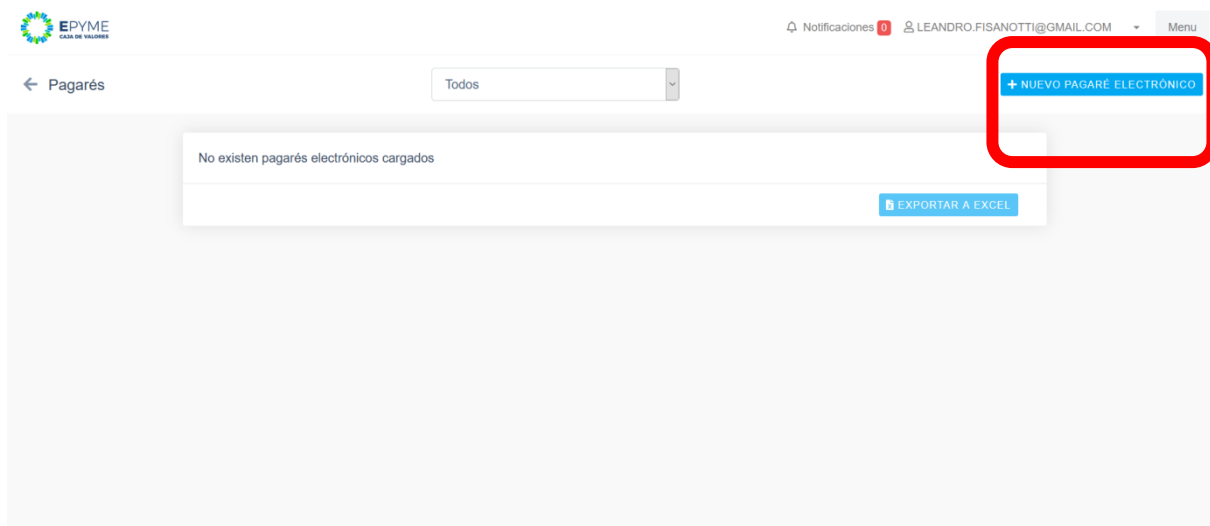 EPYME
CAJA DE VALORES
Notificaciones 0 LEANDRO.FISANOTTI@GMAIL.COM Menu
Pagarés Todos + NUEVO PAGARÉ ELECTRÓNICO
No existen pagarés electrónicos cargados
EXPORTAR A EXCEL